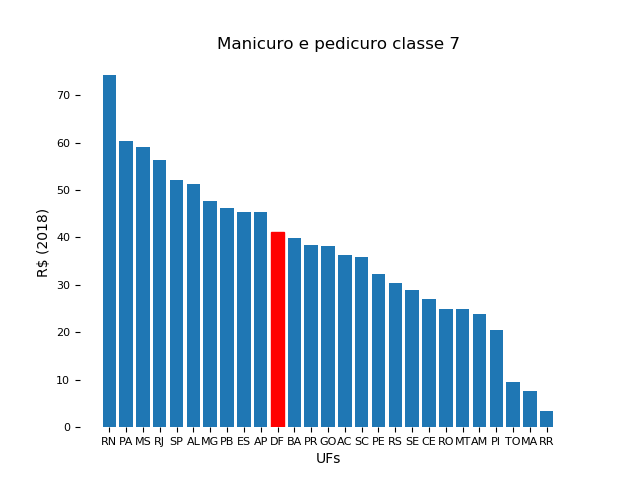 Manicuro e pedicuro classe 7
R$ (2018)
70
60
50
40
30
20
10
0
RN PA MS RJ SP AL MG PB ES AP DF BA PR GO AC SC PE RS SE CE RO MT AM PI TO MA RR
UFs